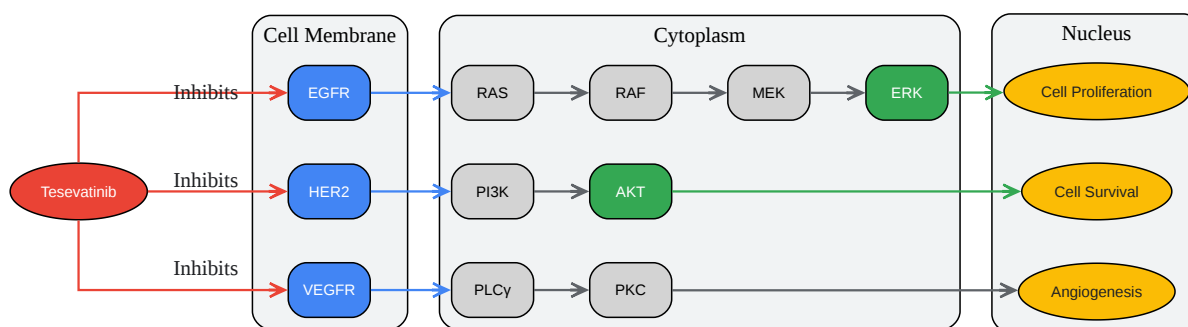 Cell Membrane
Cytoplasm
Nucleus
Inhibits
EGFR
RAS
RAF
MEK
ERK
Cell Proliferation
Tesevatinib
Inhibits
HER2
PI3K
AKT
Cell Survival
Inhibits
VEGFR
PLCγ
PKC
Angiogenesis